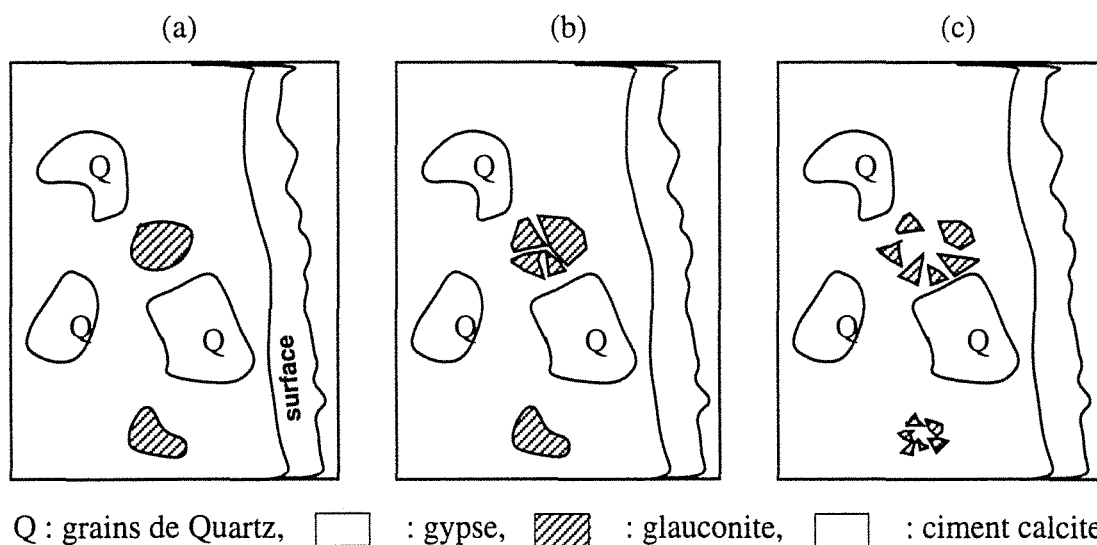 (a) (b) (c)
Q Q Q
Q Q Q
Q Q Q
surface
Q : grains de Quartz, : gypse, : glauconite, : ciment calcite